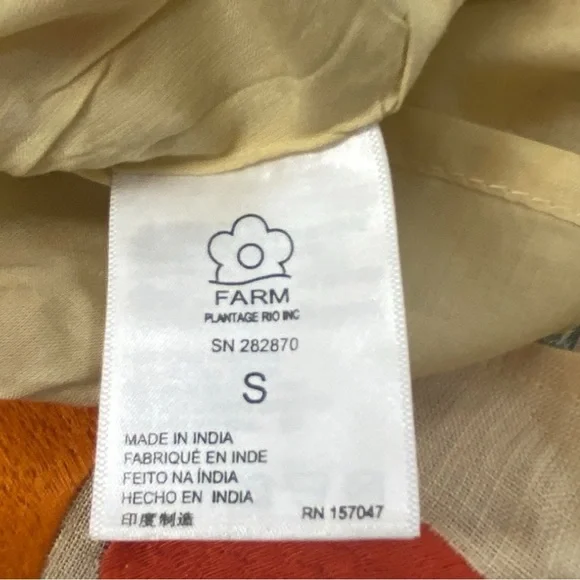 FARM
PLANTAGE RIO INC
SN 282870
S
MADE IN INDIA
FABRIQUÉ EN INDE
FEITO NA ÍNDIA
HECHO EN INDIA
印度制造
RN 157047